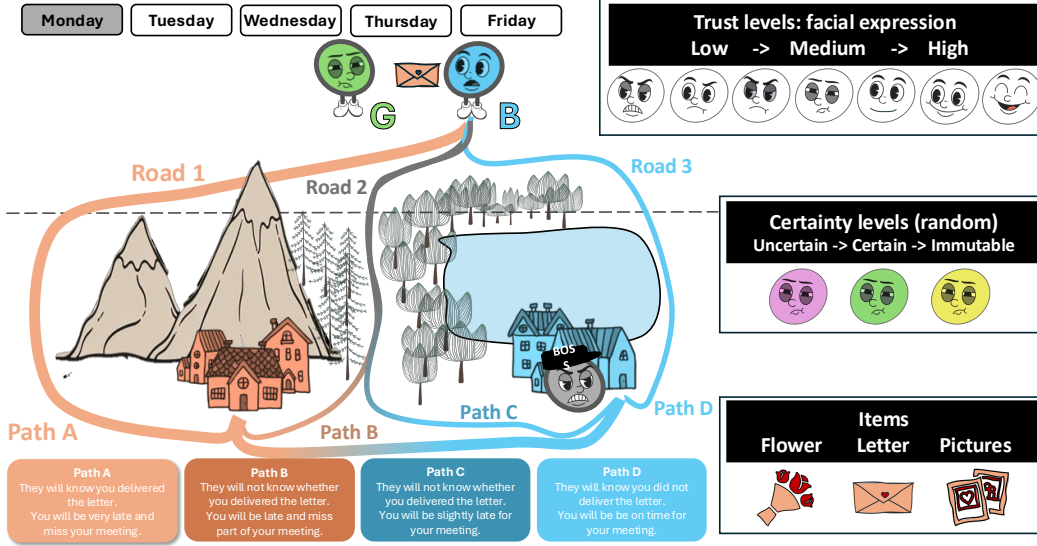 Monday
Tuesday
Wednesday
Thursday
Friday
Trust levels: facial expression
Low -> Medium -> High
G
B
Road 1
Road 2
Road 3
Certainty levels (random)
Uncertain -> Certain -> Immutable
BOS
S
Path A
Path B
Path C
Path D
Items
Flower Letter Pictures
Path A
They will know you delivered
the letter.
You will be very late and
miss your meeting.
Path B
They will not know whether
you delivered the letter.
You will be late and miss
part of your meeting.
Path C
They will not know whether
you delivered the letter.
You will be slightly late for
your meeting.
Path D
They will know you did not
deliver the letter.
You will be be on time for
your meeting.